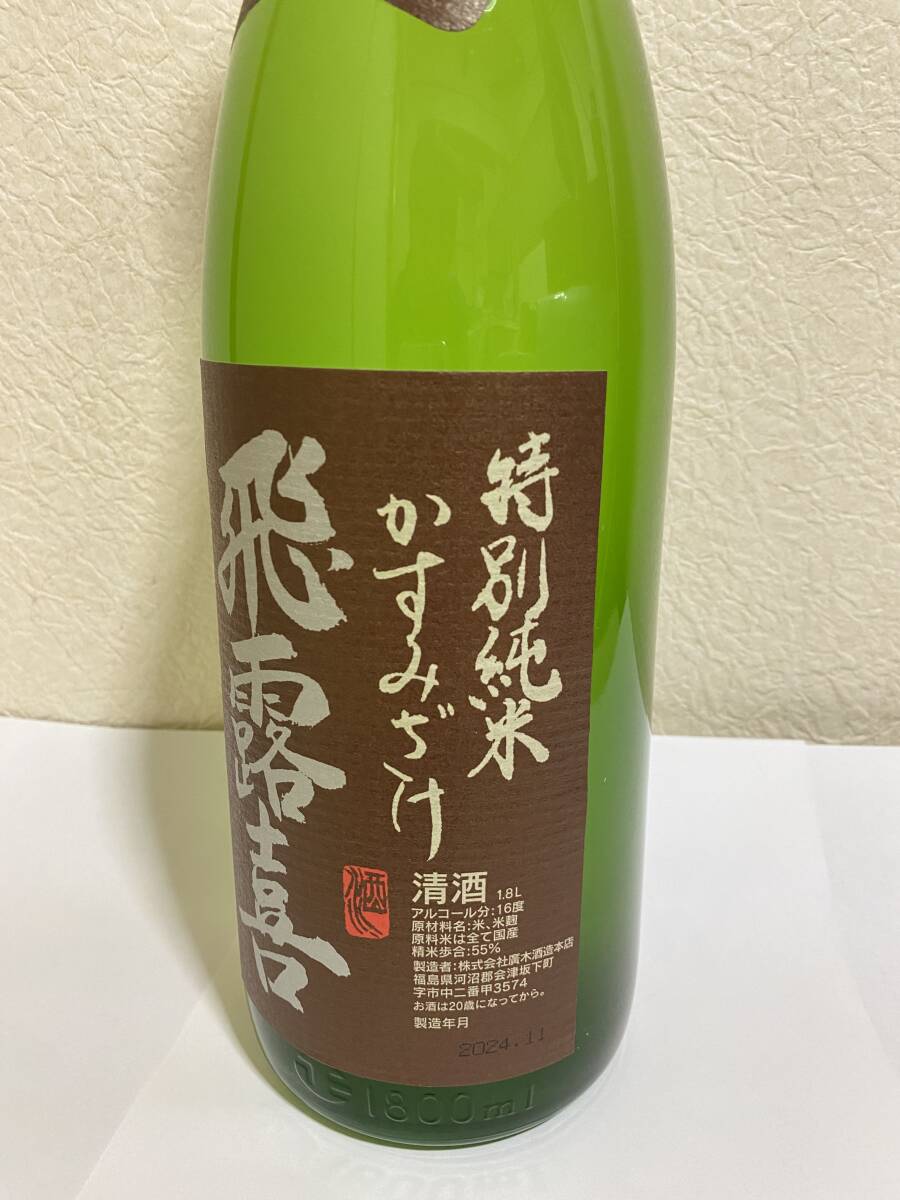 特別純米
かすみざけ
飛露喜
酒
清酒 1.8L
アルコール分:16度
原材料名:米、米麹
原料米は全て国産
精米歩合:55%
製造者:株式会社廣木酒造本店
福島県河沼郡会津坂下町
字市中二番甲3574
お酒は20歳になってから。
製造年月
2024.11
1800ml